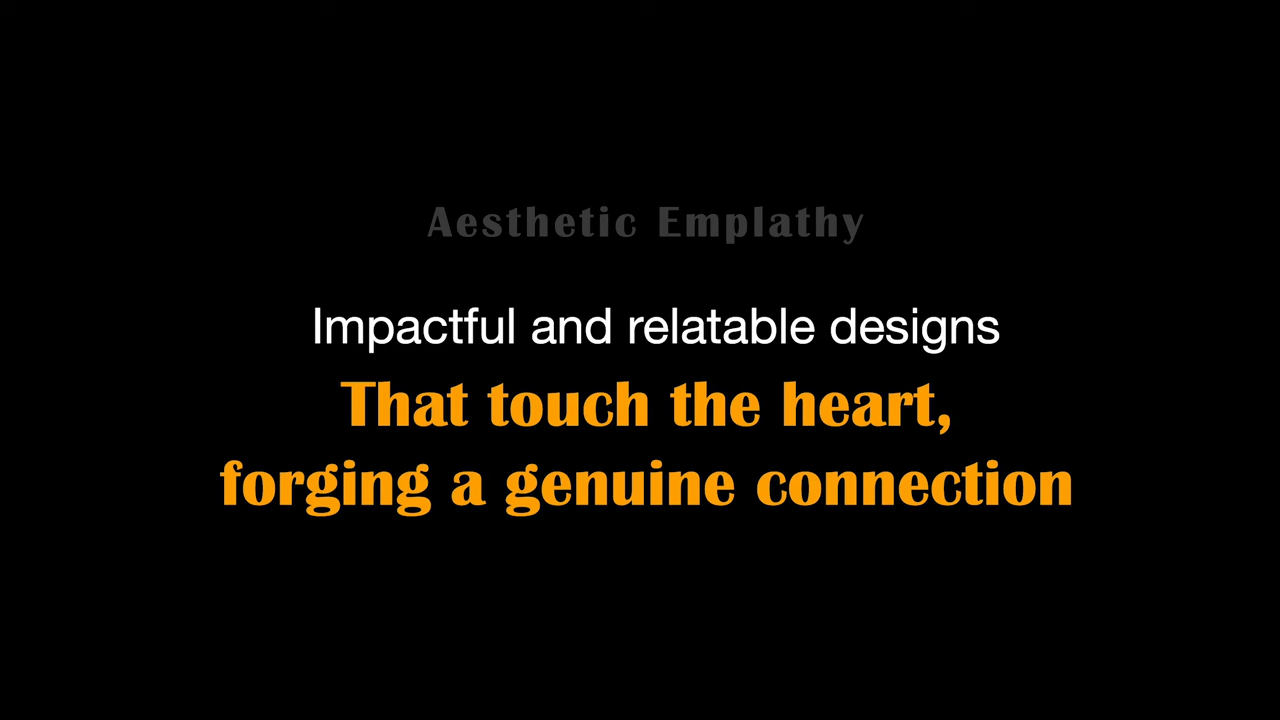 Aesthetic Emplathy
Impactful and relatable designs
That touch the heart,
forging a genuine connection